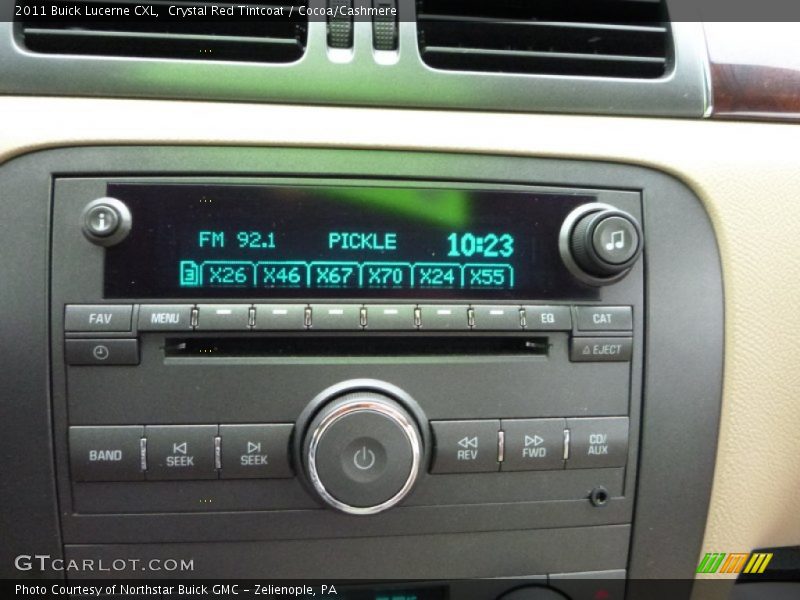 2011 Buick Lucerne CXL, Crystal Red Tintcoat / Cocoa/Cashmere
i
FM 92.1 PICKLE 10:23
3 X26 X46 X67 X70 X24 X55
FAV MENU EQ CAT
EJECT
BAND SEEK SEEK REV FWD CD/AUX
GTCARLOT.COM
Photo Courtesy of Northstar Buick GMC - Zelienople, PA